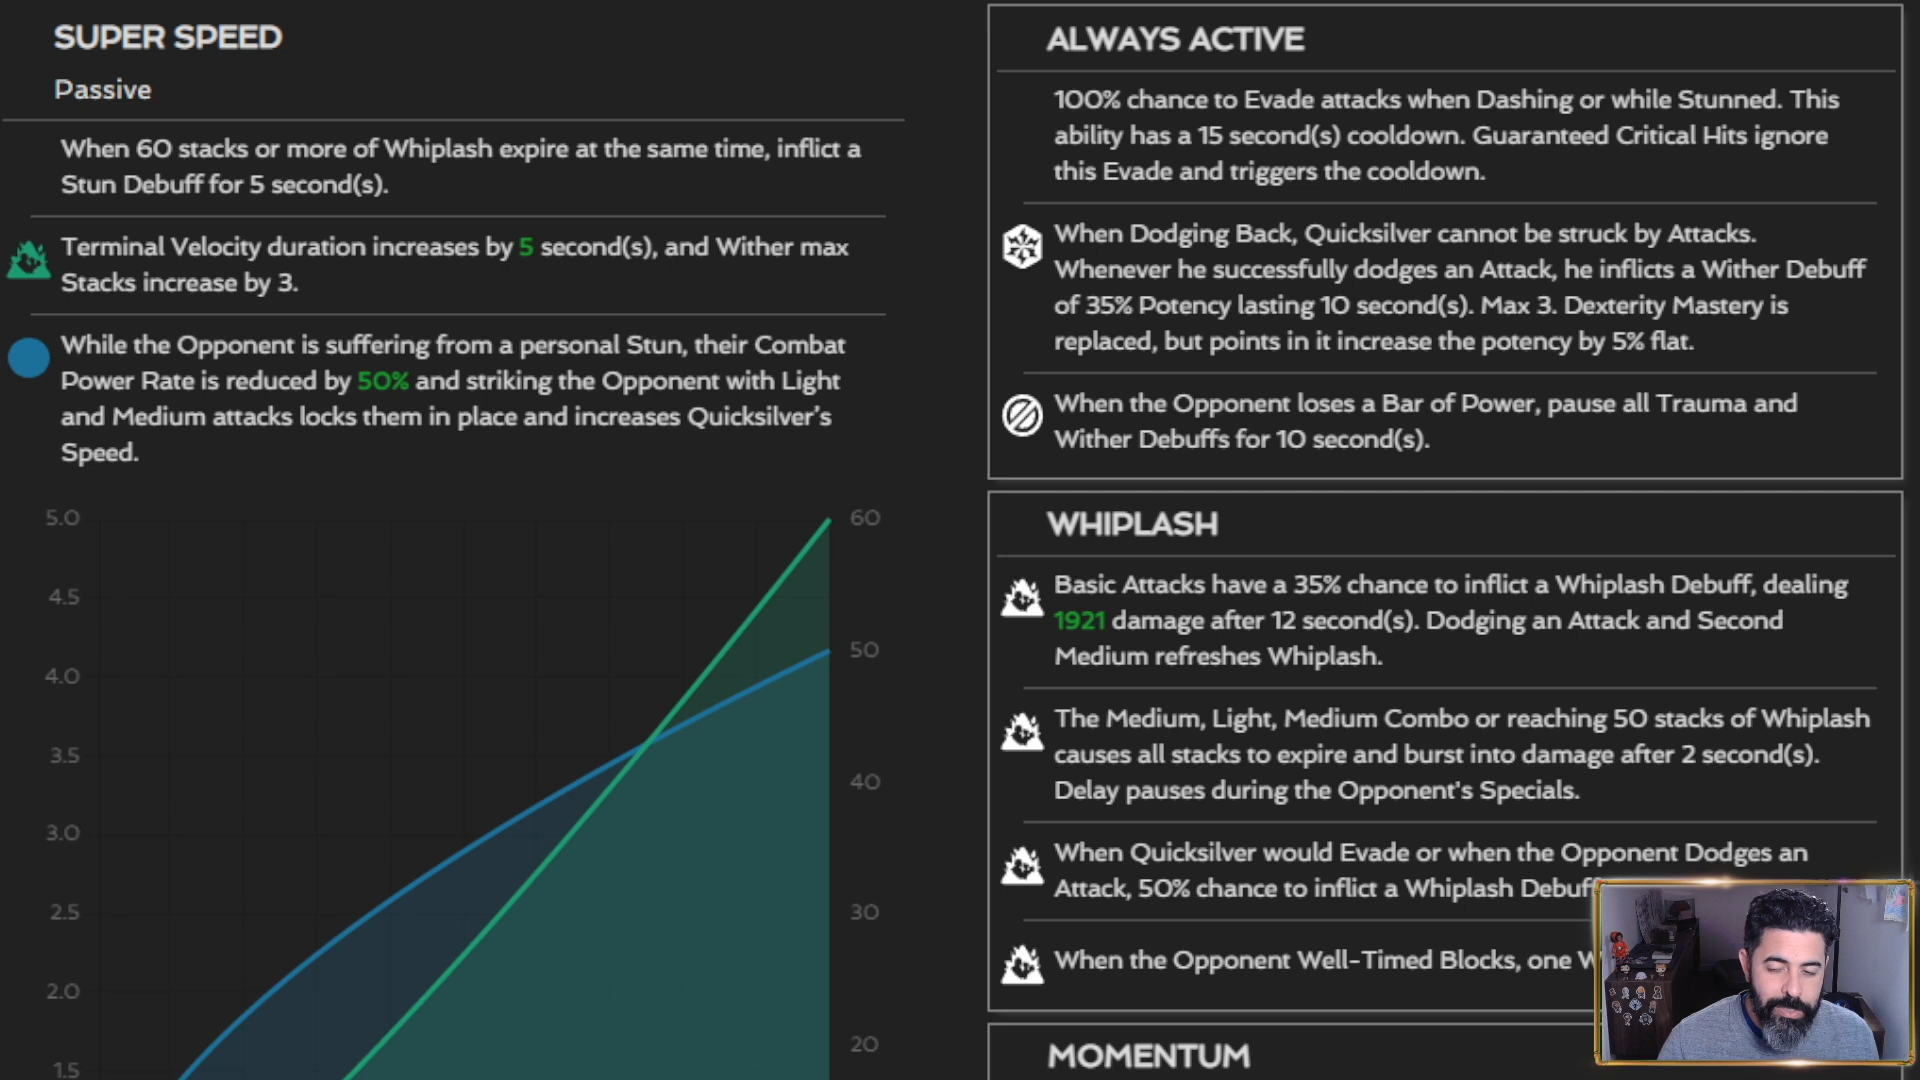 SUPER SPEED
Passive
When 60 stacks or more of Whiplash expire at the same time, inflict a
Stun Debuff for 5 second(s).
Terminal Velocity duration increases by 5 second(s), and Wither max
Stacks increase by 3.
While the Opponent is suffering from a personal Stun, their Combat
Power Rate is reduced by 50% and striking the Opponent with Light
and Medium attacks locks them in place and increases Quicksilver's
Speed.
5.0
4.5
4.0
3.5
3.0
2.5
2.0
1.5
60
50
40
30
20
ALWAYS ACTIVE
100% chance to Evade attacks when Dashing or while Stunned. This
ability has a 15 second(s) cooldown. Guaranteed Critical Hits ignore
this Evade and triggers the cooldown.
When Dodging Back, Quicksilver cannot be struck by Attacks.
Whenever he successfully dodges an Attack, he inflicts a Wither Debuff
of 35% Potency lasting 10 second(s). Max 3. Dexterity Mastery is
replaced, but points in it increase the potency by 5% flat.
When the Opponent loses a Bar of Power, pause all Trauma and
Wither Debuffs for 10 second(s).
WHIPLASH
Basic Attacks have a 35% chance to inflict a Whiplash Debuff, dealing
1921 damage after 12 second(s). Dodging an Attack and Second
Medium refreshes Whiplash.
The Medium, Light, Medium Combo or reaching 50 stacks of Whiplash
causes all stacks to expire and burst into damage after 2 second(s).
Delay pauses during the Opponent's Specials.
When Quicksilver would Evade or when the Opponent Dodges an
Attack, 50% chance to inflict a Whiplash Debuf
When the Opponent Well-Timed Blocks, one W
MOMENTUM